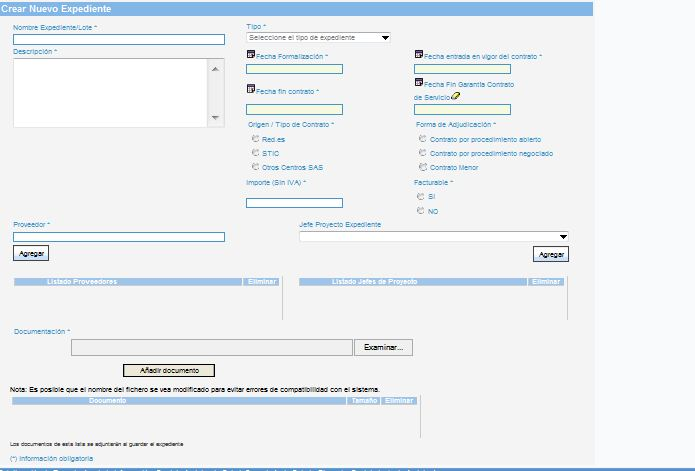 Crear Nuevo Expediente
Nombre Expediente/Lote *
Tipo *
Seleccione el tipo de expediente
Descripción *
Fecha Formalización *
Fecha entrada en vigor del contrato *
Fecha fin contrato *
Fecha Fin Garantía Contrato
de Servicio
Origen / Tipo de Contrato *
Forma de Adjudicación *
Red.es
Contrato por procedimiento abierto
STIC
Contrato por procedimiento negociado
Otros Centros SAS
Contrato Menor
Importe (Sin IVA) *
Facturable *
SI
NO
Proveedor *
Jefe Proyecto Expediente
Agregar
Agregar
Listado Proveedores Eliminar
Listado Jefes de Proyecto Eliminar
Documentación *
Examinar...
Añadir documento
Nota: Es posible que el nombre del fichero se vea modificado para evitar errores de compatibilidad con el sistema.
Documento Tamaño Eliminar
Los documentos de esta lista se adjuntarán al guardar el expediente
(*) Información obligatoria